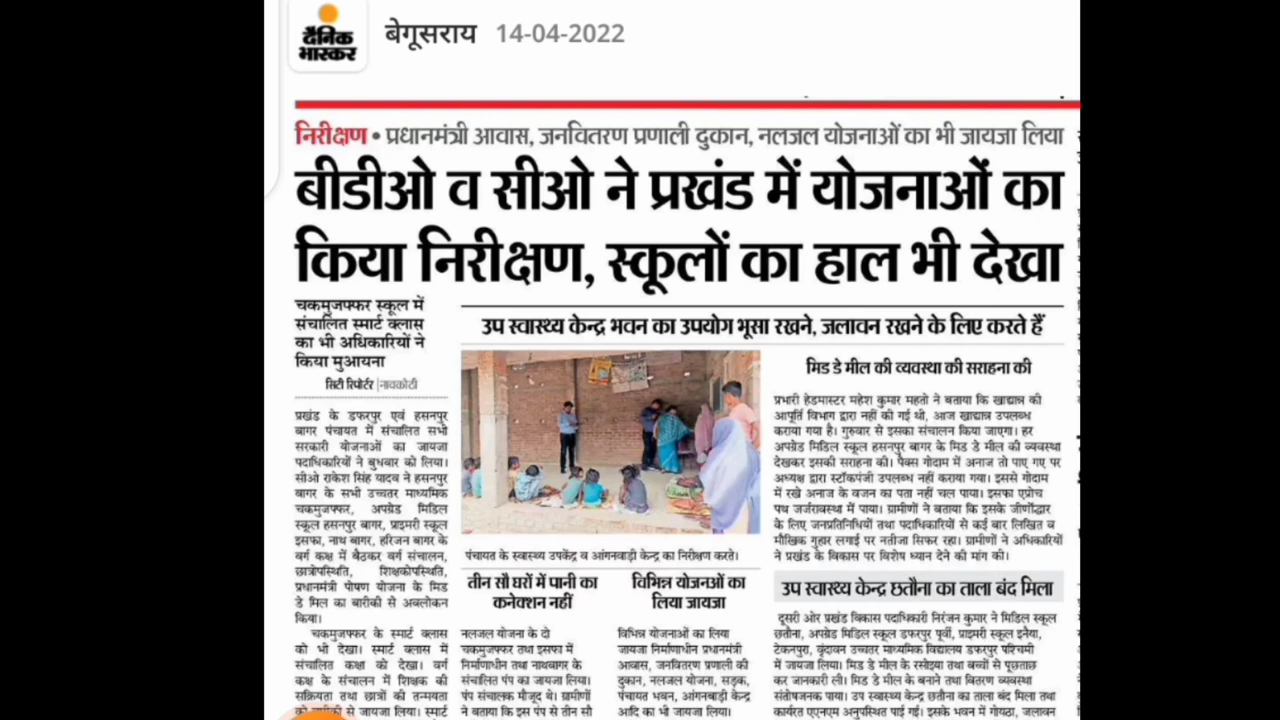 दैनिक
भास्कर
बेगूसराय 14-04-2022
निरीक्षण • प्रधानमंत्री आवास, जनवितरण प्रणाली दुकान, नलजल योजनाओं का भी जायजा लिया
बीडीओ व सीओ ने प्रखंड में योजनाओं का
किया निरीक्षण, स्कूलों का हाल भी देखा
चकमुजफ्फर स्कूल में
संचालित स्मार्ट क्लास
का भी अधिकारियों ने
किया मुआयना
सिटी रिपोर्टर | नावकोटी
प्रखंड के डफरपुर एवं हसनपुर
बागर पंचायत में संचालित सभी
सरकारी योजनाओं का जायजा
पदाधिकारियों ने बुधवार को लिया।
सीओ राकेश सिंह यादव ने हसनपुर
बागर के सभी उच्चतर माध्यमिक
चकमुजफ्फर, अपग्रेड मिडिल
स्कूल हसनपुर बागर, प्राइमरी स्कूल
इसफा, नाथ बागर, हरिजन बागर के
वर्ग कक्ष में बैठकर वर्ग संचालन,
छात्रोपस्थिति, शिक्षकोपस्थिति,
प्रधानमंत्री पोषण योजना के मिड
डे मिल का बारीकी से अवलोकन
किया।
चकमुजफ्फर के स्मार्ट क्लास
को भी देखा। स्मार्ट क्लास में
संचालित कक्षा को देखा। वर्ग
कक्ष के संचालन में शिक्षक की
सक्रियता तथा छात्रों की तन्मयता
को से जायजा लिया। स्मार्ट
उप स्वास्थ्य केन्द्र भवन का उपयोग भूसा रखने, जलावन रखने के लिए करते हैं
पंचायत के स्वास्थ्य उपकेंद्र व आंगनवाड़ी केन्द्र का निरीक्षण करते।
तीन सौ घरों में पानी का
कनेक्शन नहीं
नलजल योजना के दो
चकमुजफ्फर तथा इसफा में
निर्माणाधीन तथा नाथबागर के
संचालित पंप का जायजा लिया।
पंप संचालक मौजूद थे। ग्रामीणों
ने बताया कि इस पंप से तीन सौ
विभिन्न योजनओं का
लिया जायजा
विभिन्न योजनाओं का लिया
जायजा निर्माणाधीन प्रधानमंत्री
आवास, जनवितरण प्रणाली की
दुकान, नलजल योजना, सड़क,
पंचायत भवन, आंगनबाड़ी केन्द्र
आदि का भी जायजा लिया।
मिड डे मील की व्यवस्था की सराहना की
प्रभारी हेडमास्टर महेश कुमार महतो ने बताया कि खाद्यान्न की
आपूर्ति विभाग द्वारा नहीं की गई थी, आज खाद्यान्न उपलब्ध
कराया गया है। गुरुवार से इसका संचालन किया जाएगा। हर
अपग्रेड मिडिल स्कूल हसनपुर बागर के मिड डे मील की व्यवस्था
देखकर इसकी सराहना की। पैक्स गोदाम में अनाज तो पाए गए पर
अध्यक्ष द्वारा स्टॉकपंजी उपलब्ध नहीं कराया गया। इससे गोदाम
में रखे अनाज के वजन का पता नहीं चल पाया। इसफा एप्रोच
पथ जर्जरावस्था में पाया। ग्रामीणों ने बताया कि इसके जीर्णोद्धार
के लिए जनप्रतिनिधियों तथा पदाधिकारियों से कई बार लिखित व
मौखिक गुहार लगाई पर नतीजा सिफर रहा। ग्रामीणों ने अधिकारियों
ने प्रखंड के विकास पर विशेष ध्यान देने की मांग की।
उप स्वास्थ्य केन्द्र छतौना का ताला बंद मिला
दूसरी ओर प्रखंड विकास पदाधिकारी निरंजन कुमार ने मिडिल स्कूल
छतौना, अपग्रेड मिडिल स्कूल डफरपुर पूर्वी, प्राइमरी स्कूल इनैया,
टेकनपुरा, वृंदावन उच्चतर माध्यमिक विद्यालय डफरपुर पश्चिमी
में जायजा लिया। मिड डे मील के रसोइया तथा बच्चों से पूछताछ
कर जानकारी ली। मिड डे मील के बनाने तथा वितरण व्यवस्था
संतोषजनक पाया। उप स्वास्थ्य केन्द्र छतौना का ताला बंद मिला तथा
कार्यरत एएनएम अनुपस्थित पाई गई। इसके भवन में गोयठा, जलावन